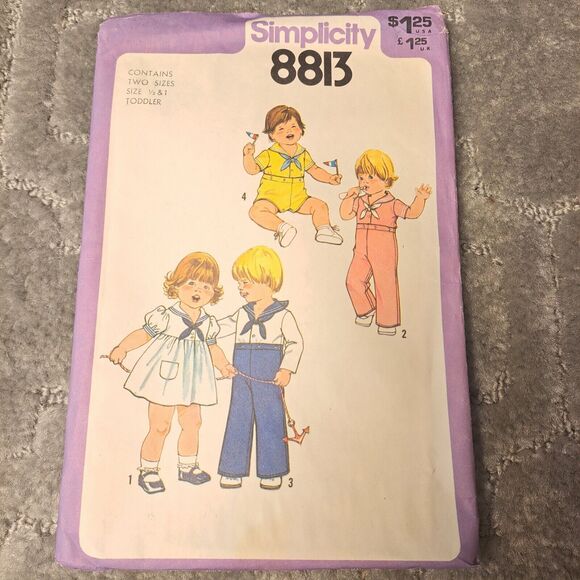 Simplicity
8813
$1.25
USA
£1.25
U.K
CONTAINS
TWO SIZES
SIZE ½ & 1
TODDLER
4
2
1
3